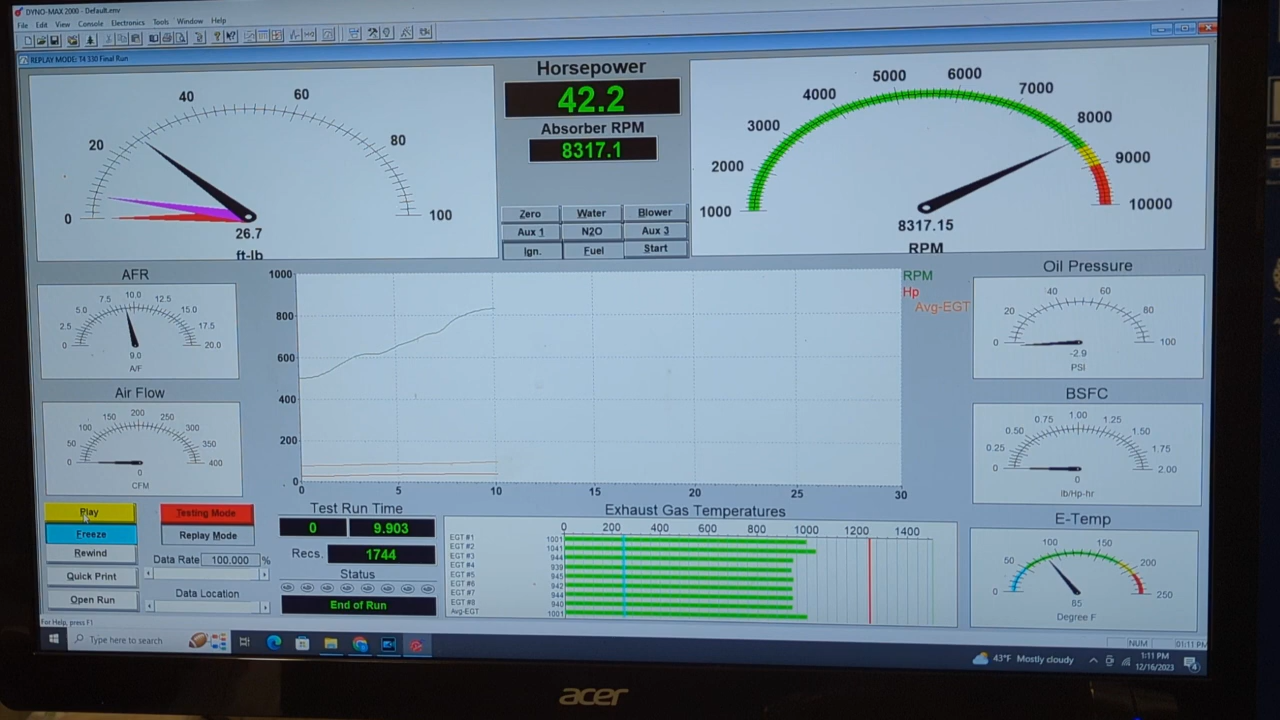 DYNO-MAX 2000 - Default.env
File Edit View Console Electronics Tools Window Help
REPLAY MODE: T4 330 Final Run
0 20 40 60 80 100
26.7
ft-lb
Horsepower
42.2
Absorber RPM
8317.1
Zero Water Blower
Aux 1 N2O Aux 3
Ign. Fuel Start
1000 2000 3000 4000 5000 6000 7000 8000 9000 10000
8317.15
RPM
AFR
0 2.5 5.0 7.5 10.0 12.5 15.0 17.5 20.0
9.0
A/F
Air Flow
0 50 100 150 200 250 300 350 400
0
CFM
1000
800
600
400
200
0
0 5 10 15 20 25 30
RPM
Hp
Avg-EGT
Oil Pressure
0 20 40 60 80 100
-2.9
PSI
BSFC
0 0.25 0.50 0.75 1.00 1.25 1.50 1.75 2.00
0
lb/Hp-hr
Play
Freeze
Rewind
Quick Print
Open Run
Testing Mode
Replay Mode
Data Rate 100.000 %
Data Location
Test Run Time
0 9.903
Recs. 1744
Status
End of Run
Exhaust Gas Temperatures
0 200 400 600 800 1000 1200 1400
EGT #1 1001
EGT #2 1041
EGT #3 944
EGT #4 939
EGT #5 945
EGT #6 942
EGT #7 944
EGT #8 940
Avg-EGT 1001
E-Temp
0 50 100 150 200 250
65
Degree F
For Help, press F1
NUM 01:11 PM
Type here to search
43°F Mostly cloudy
1:11 PM
12/16/2023
4
acer